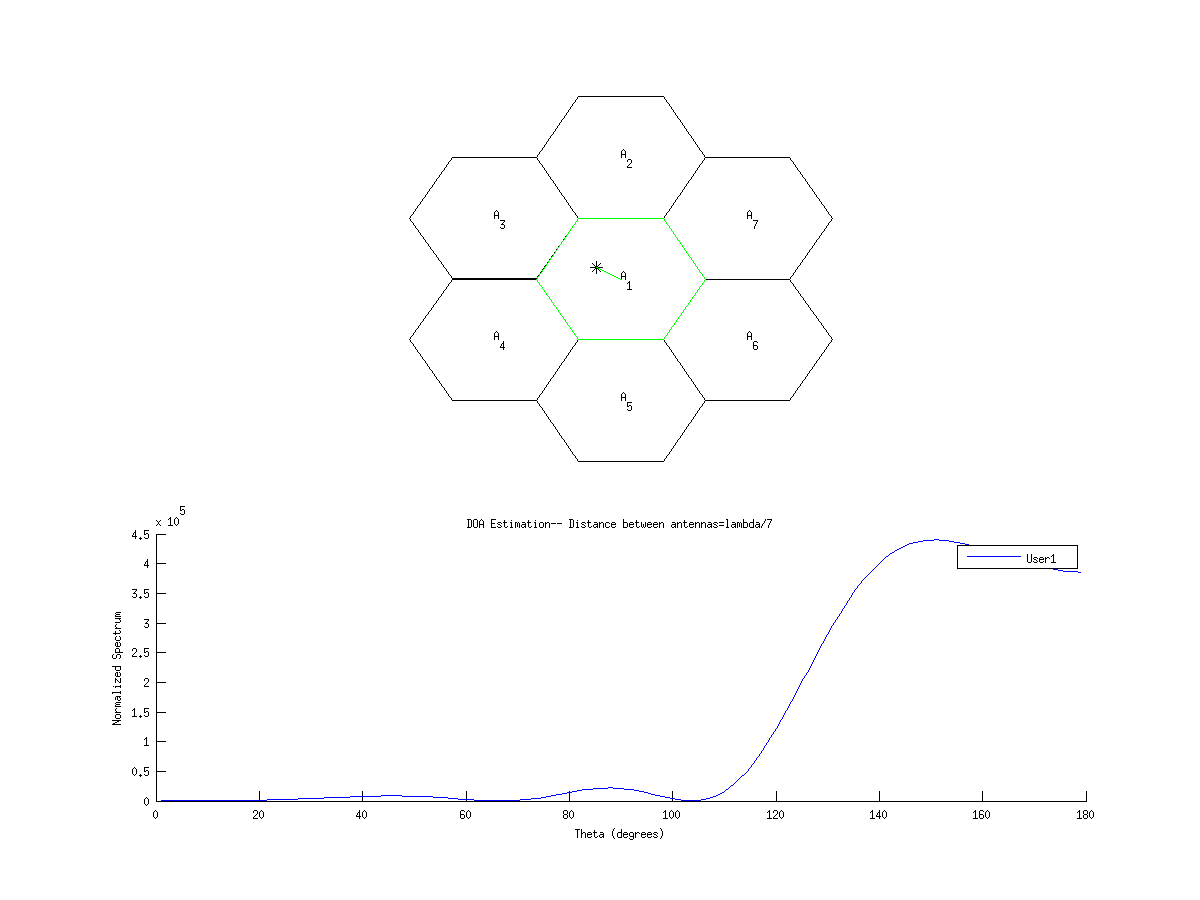 A2
A3
A7
A1
A4
A6
A5
x 10^5
DOA Estimation-- Distance between antennas=lambda/7
4.5
4
3.5
3
2.5
2
1.5
1
0.5
0
Normalized Spectrum
User1
0 20 40 60 80 100 120 140 160 180
Theta (degrees)